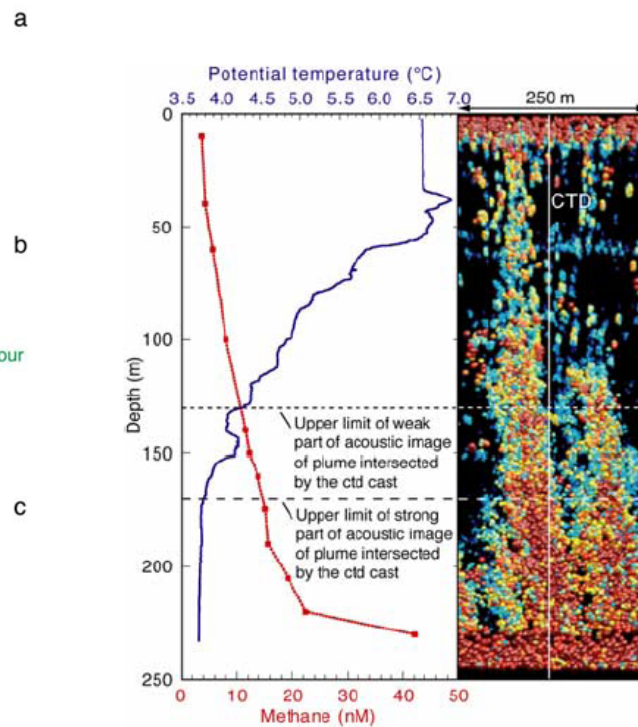 a
Potential temperature (°C)
3.5 4.0 4.5 5.0 5.5 6.0 6.5 7.0
250 m
0
CTD
50
b
our
100
Depth (m)
Upper limit of weak
part of acoustic image
of plume intersected
by the ctd cast
150
c
Upper limit of strong
part of acoustic image
of plume intersected
by the ctd cast
200
250
0 10 20 30 40 50
Methane (nM)